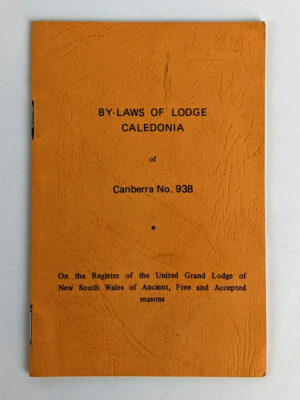 BY-LAWS OF LODGE
CALEDONIA
of
Canberra No. 938
*
On the Register of the United Grand Lodge of
New South Wales of Ancient, Free and Accepted
masons